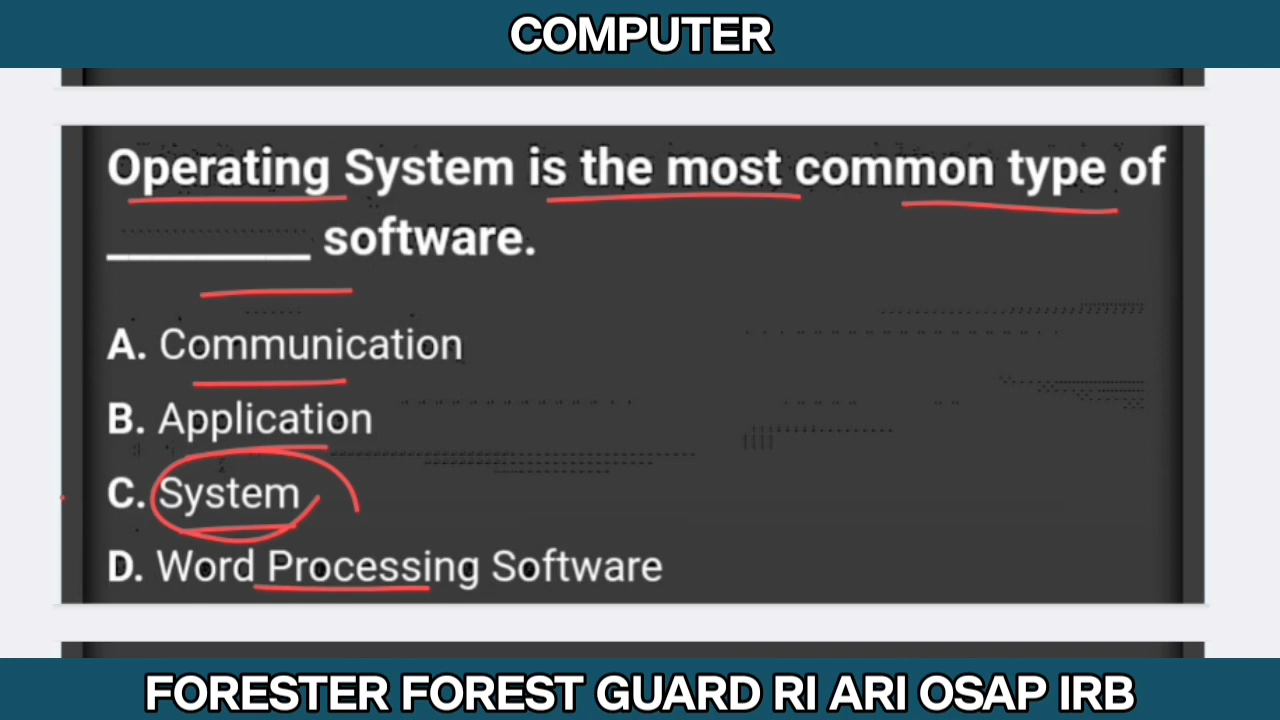 COMPUTER
Operating System is the most common type of
_________ software.
A. Communication
B. Application
C. System
D. Word Processing Software
FORESTER FOREST GUARD RI ARI OSAP IRB